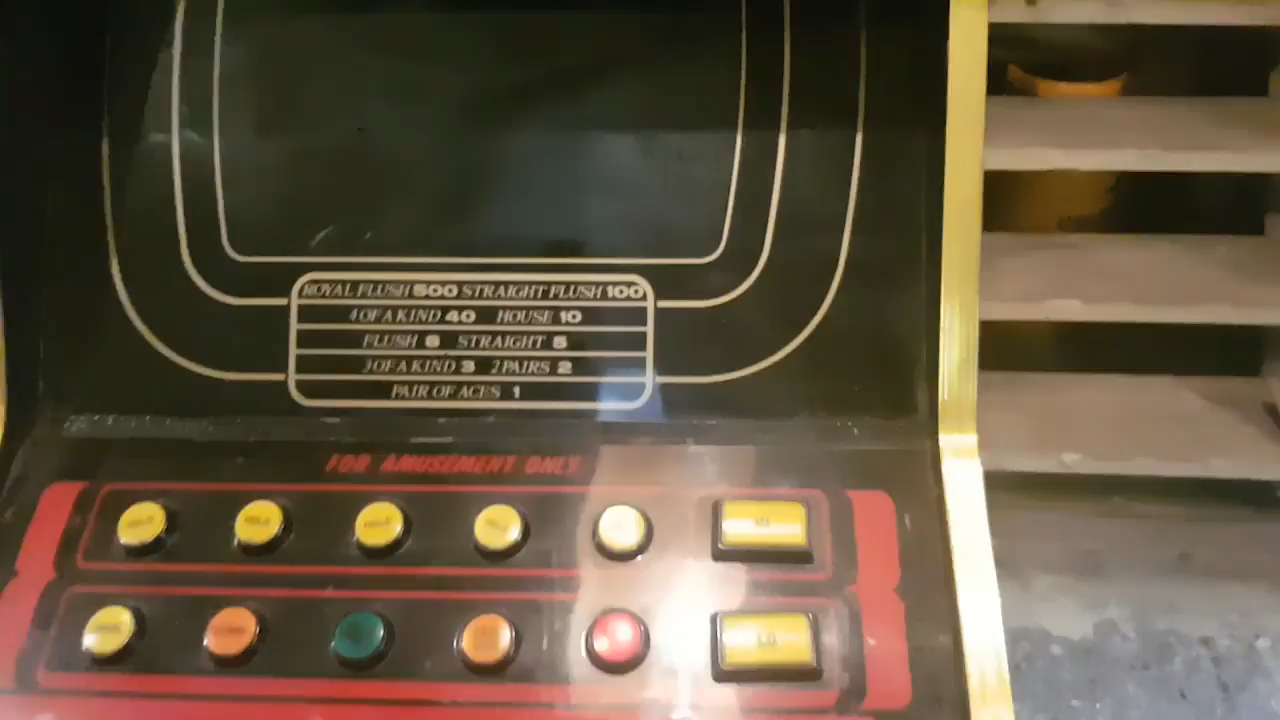 ROYAL FLUSH 500 STRAIGHT FLUSH 100
4 OF A KIND 40 HOUSE 10
FLUSH 6 STRAIGHT 5
3 OF A KIND 3 2 PAIRS 2
PAIR OF ACES 1
FOR AMUSEMENT ONLY